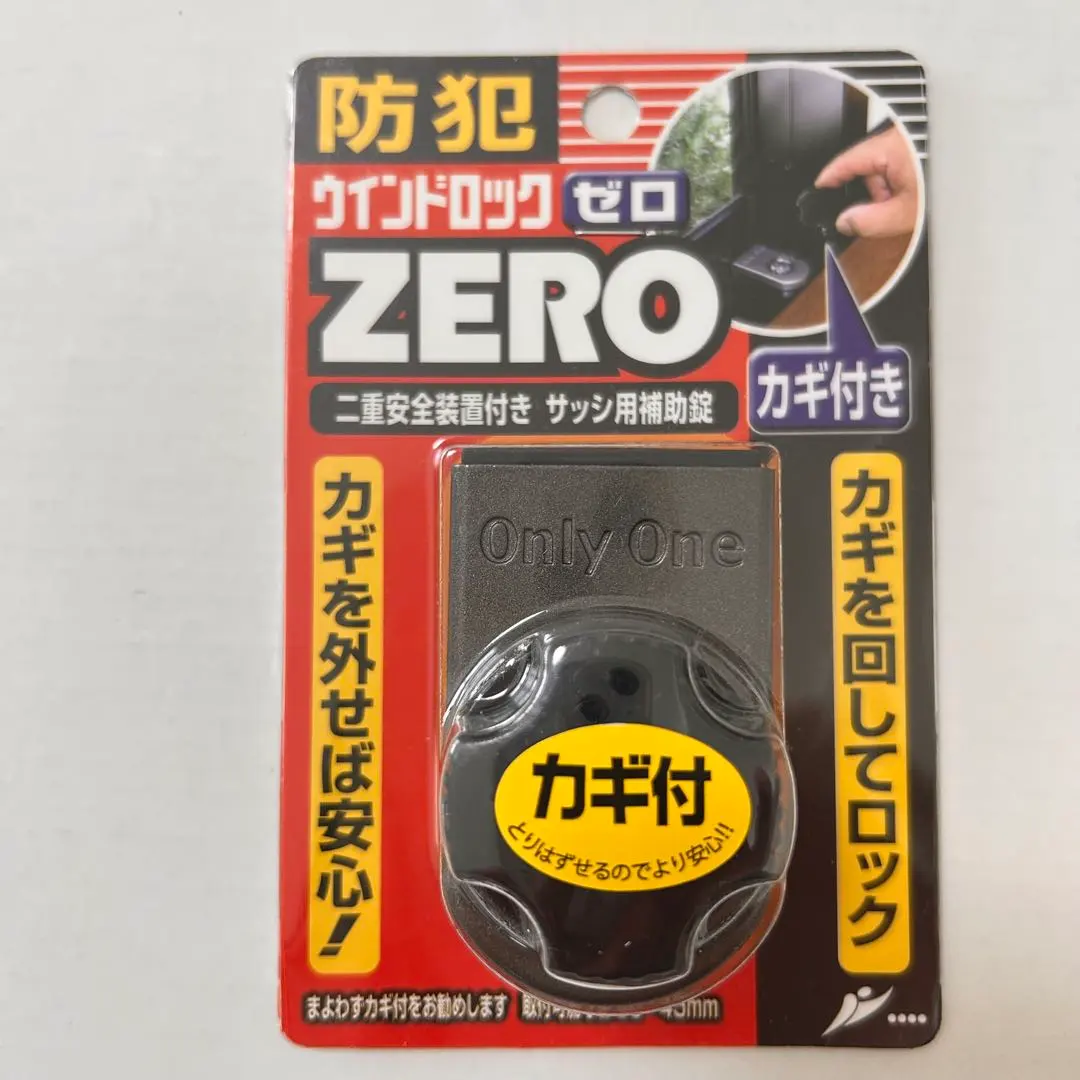 防犯
ウインドロック ゼロ
ZERO
カギ付き
二重安全装置付き サッシ用補助錠
カギを外せば安心!
カギを回してロック
Only One
カギ付
とりはずせるのでより安心!!
まよわずカギ付をお勧めします